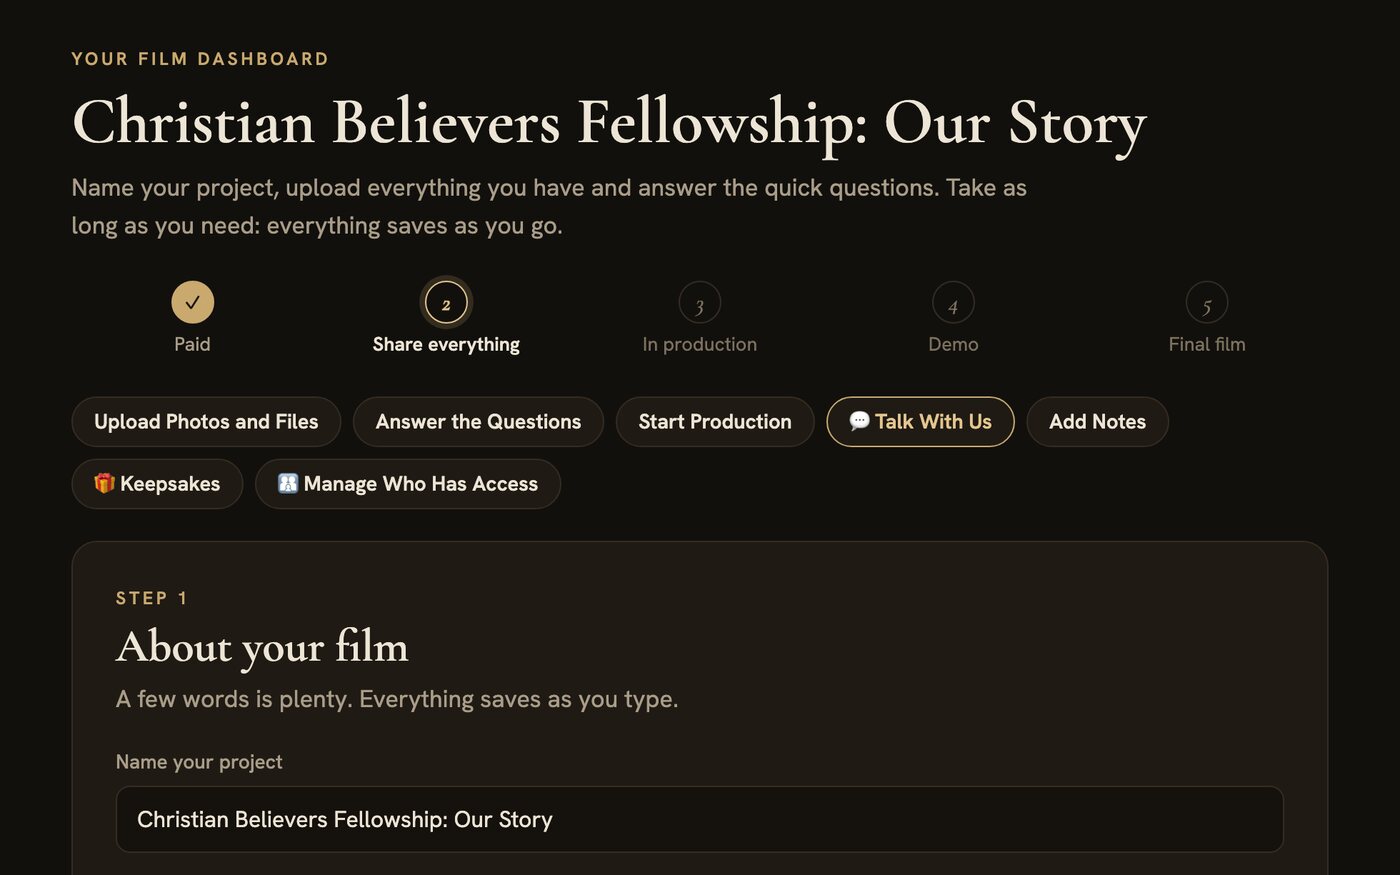 YOUR FILM DASHBOARD
Christian Believers Fellowship: Our Story
Name your project, upload everything you have and answer the quick questions. Take as
long as you need: everything saves as you go.
2
3
4
5
Paid
Share everything
In production
Demo
Final film
Upload Photos and Files
Answer the Questions
Start Production
Talk With Us
Add Notes
Keepsakes
Manage Who Has Access
STEP 1
About your film
A few words is plenty. Everything saves as you type.
Name your project
Christian Believers Fellowship: Our Story